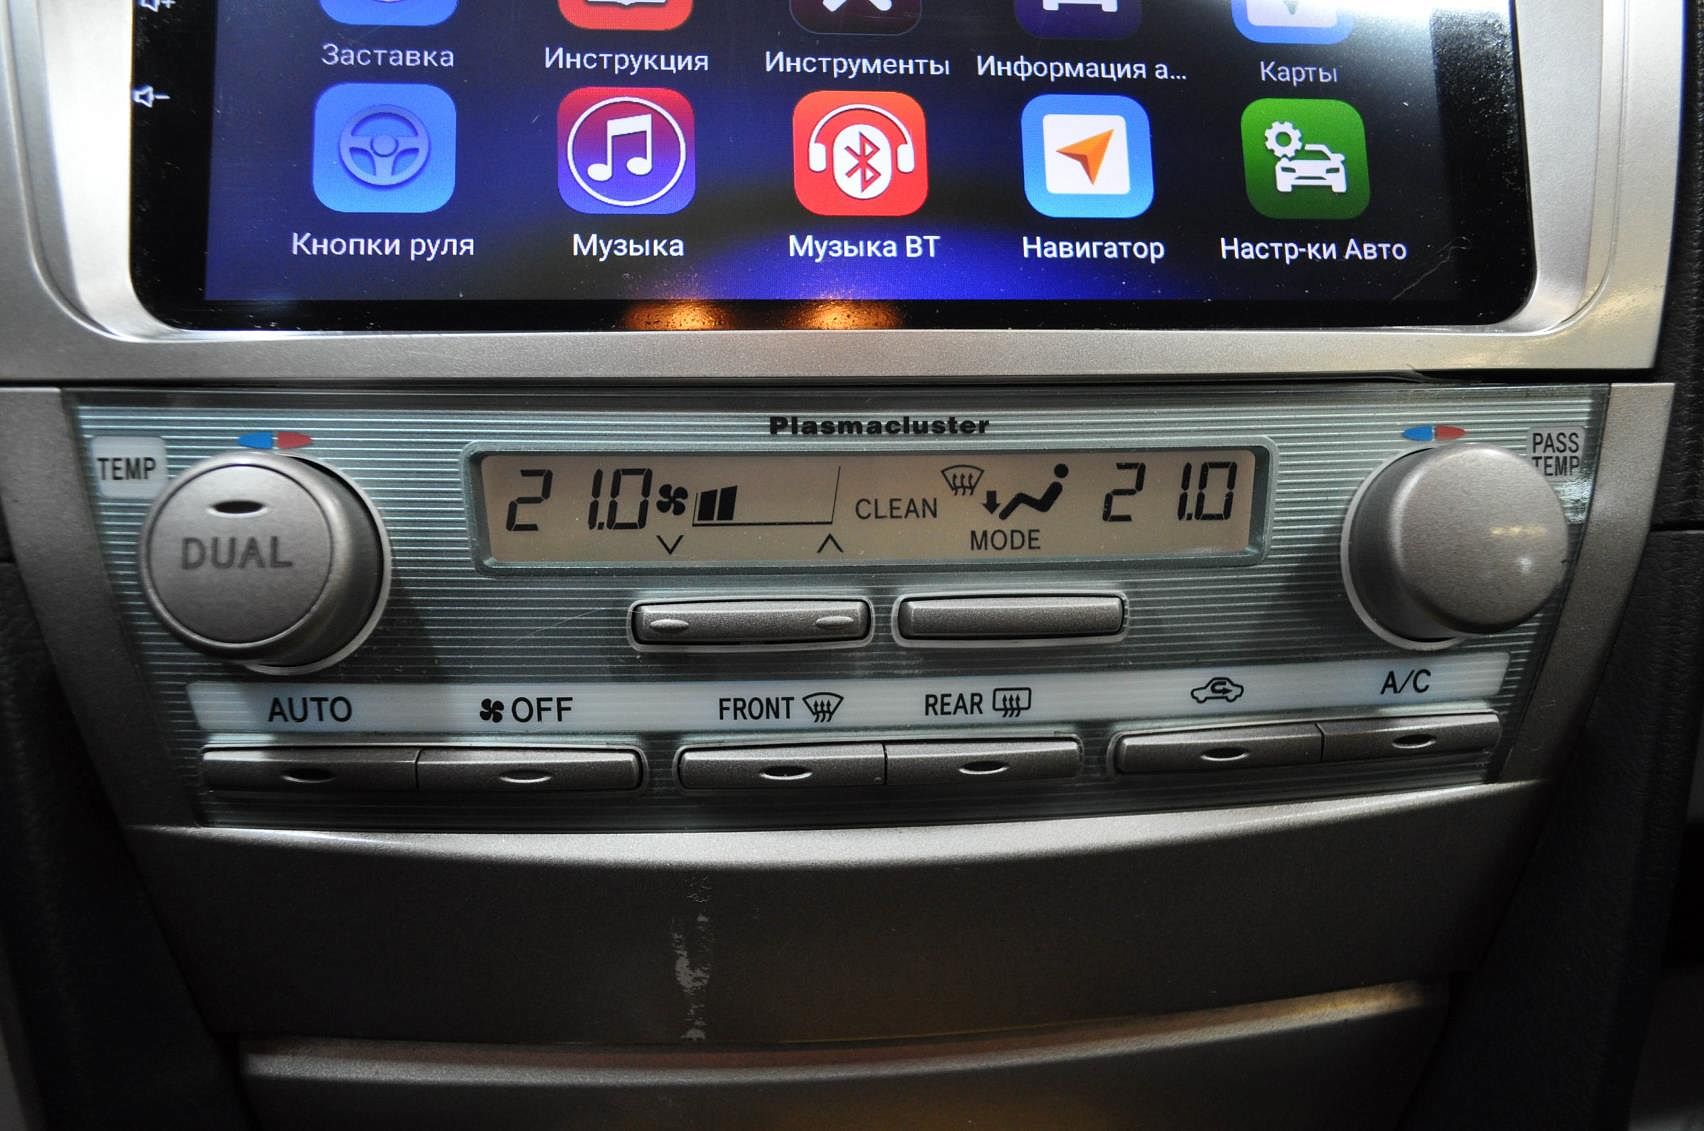 Заставка Инструкция Инструменты Информация а... Карты
Кнопки руля Музыка Музыка BT Навигатор Настр-ки Авто
Plasmacluster
TEMP
PASS TEMP
DUAL
21.0 CLEAN 21.0
MODE
AUTO OFF FRONT REAR A/C